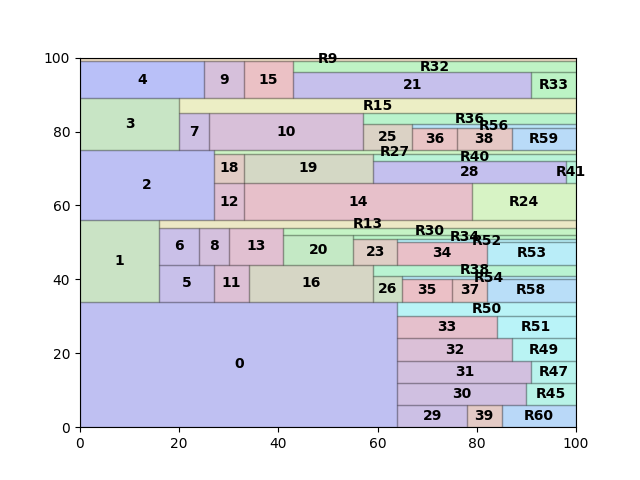 R9
100
R32
4 9 15 21 R33
R15
3 R36
7 10 25 R56
80 36 38 R59
R27
R40
18 19 28 R41
2
60 12 14 R24
R13
R30
R34
R52
6 8 13 20 23 34 R53
1
40 R38
R54
5 11 16 26 35 37 R58
R50
33 R51
20 32 R49
0 31 R47
30 R45
29 39 R60
0
0 20 40 60 80 100